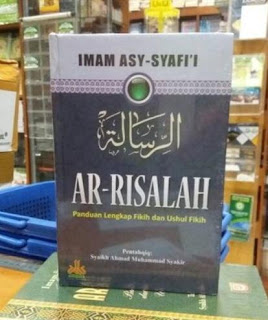 IMAM ASY-SYAFI'I
الرسالة
AR-RISALAH
Panduan Lengkap Fikih dan Ushul Fikih
Pentahqiq:
Syaikh Ahmad Muhammad Syakir